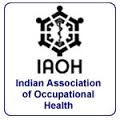 IAOH
Indian Association
of Occupational
Health